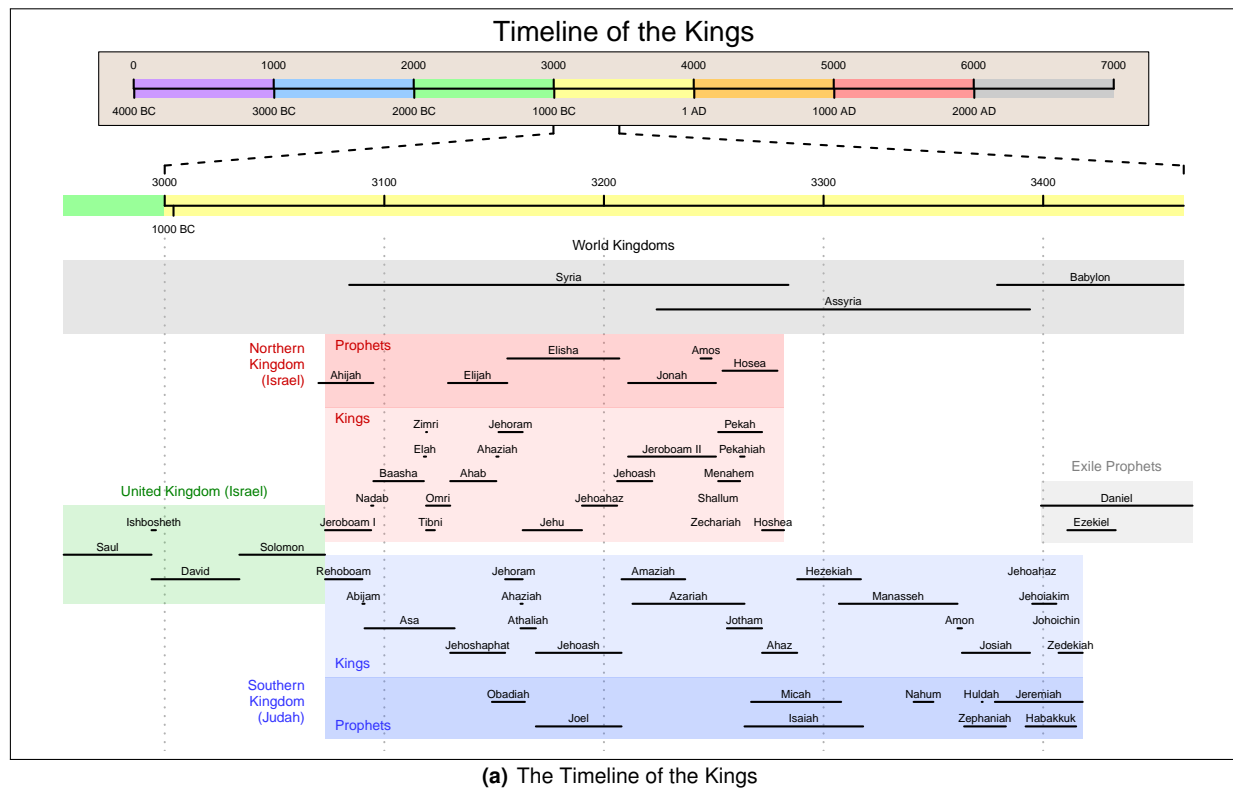 Timeline of the Kings
0 1000 2000 3000 4000 5000 6000 7000
4000 BC 3000 BC 2000 BC 1000 BC 1 AD 1000 AD 2000 AD
3000 3100 3200 3300 3400
1000 BC
World Kingdoms
Syria Babylon
Assyria
Northern
Kingdom
(Israel)
Prophets
Elisha Amos
Hosea
Ahijah Elijah Jonah
Kings
Zimri Jehoram Pekah
Elah Ahaziah Jeroboam II Pekahiah
Baasha Ahab Jehoash Menahem
Nadab Omri Jehoahaz Shallum
Jeroboam I Tibni Jehu Zechariah Hoshea
Exile Prophets
Daniel
Ezekiel
United Kingdom (Israel)
Ishbosheth
Saul Solomon
David
Rehoboam Jehoram Amaziah Hezekiah Jehoahaz
Abijam Ahaziah Azariah Manasseh Jehoiakim
Asa Athaliah Jotham Amon Johoichin
Jehoshaphat Jehoash Ahaz Josiah Zedekiah
Kings
Southern
Kingdom
(Judah)
Obadiah Micah Nahum Huldah Jeremiah
Joel Isaiah Zephaniah Habakkuk
Prophets
(a) The Timeline of the Kings